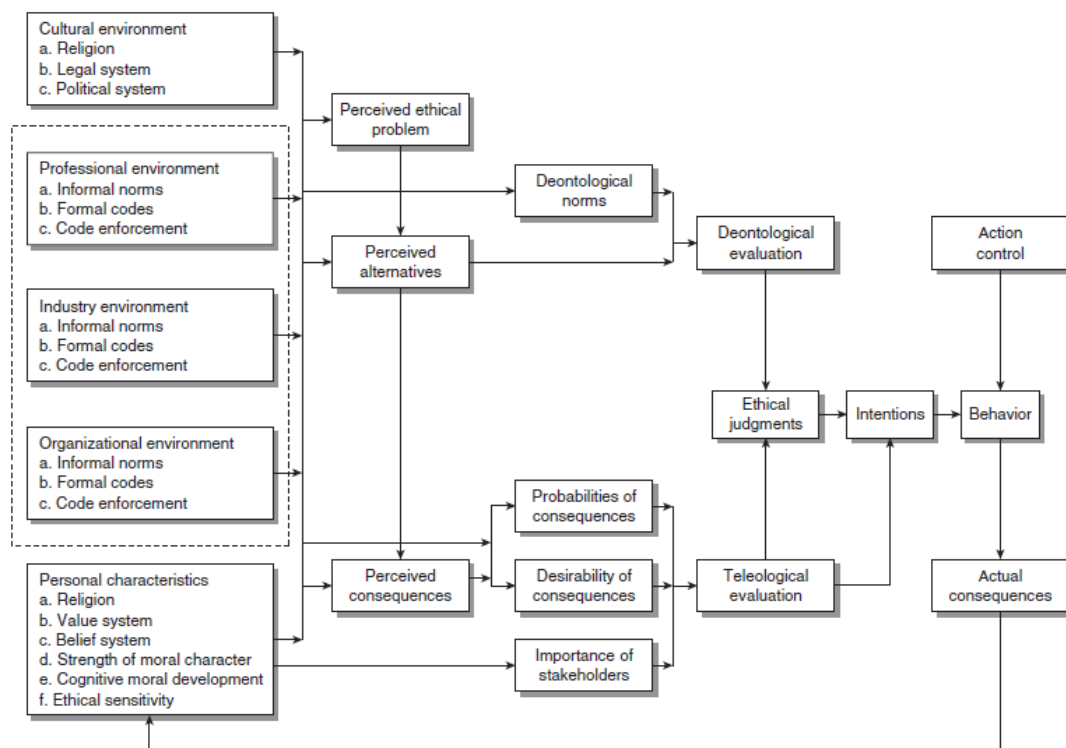 Cultural environment
a. Religion
b. Legal system
c. Political system
Perceived ethical
problem
Professional environment
a. Informal norms
b. Formal codes
c. Code enforcement
Deontological
norms
Perceived
alternatives
Deontological
evaluation
Action
control
Industry environment
a. Informal norms
b. Formal codes
c. Code enforcement
Ethical
judgments
Intentions
Behavior
Organizational environment
a. Informal norms
b. Formal codes
c. Code enforcement
Probabilities of
consequences
Perceived
consequences
Desirability of
consequences
Teleological
evaluation
Actual
consequences
Personal characteristics
a. Religion
b. Value system
c. Belief system
d. Strength of moral character
e. Cognitive moral development
f. Ethical sensitivity
Importance of
stakeholders